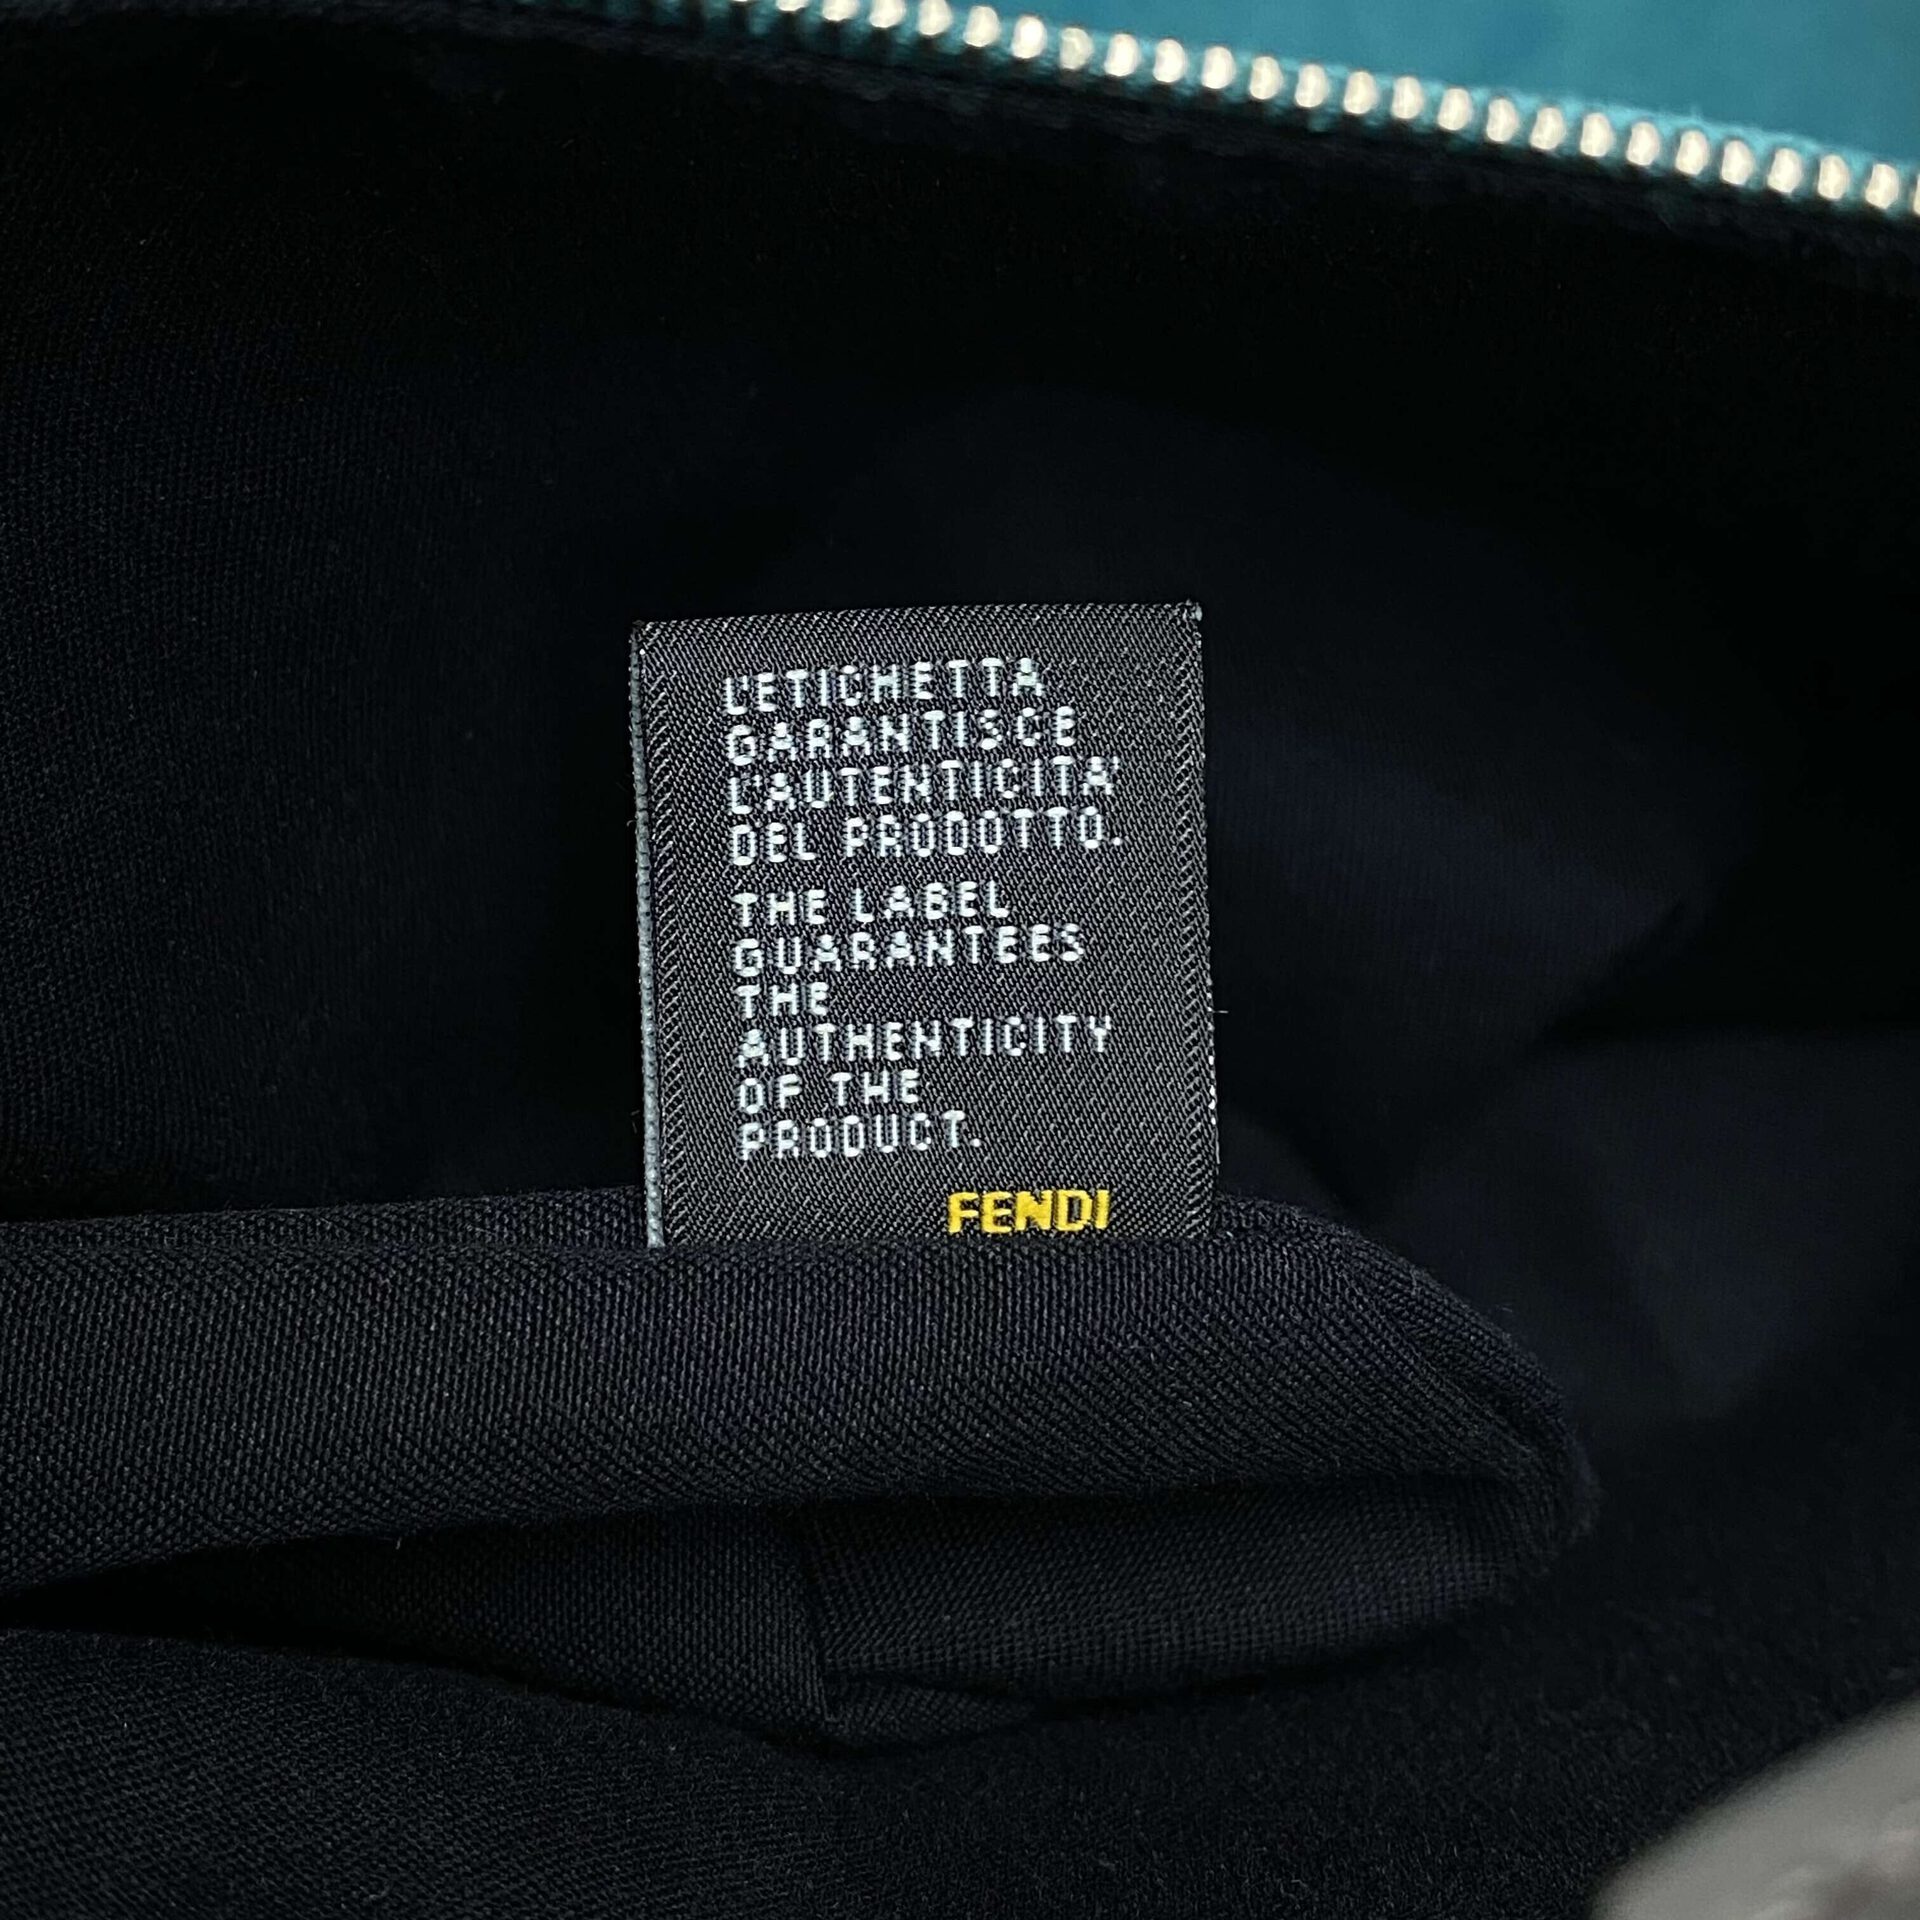 L'ETICHETTA
GARANTISCE
L'AUTENTICITA'
DEL PRODOTTO.
THE LABEL
GUARANTEES
THE
AUTHENTICITY
OF THE
PRODUCT.
FENDI